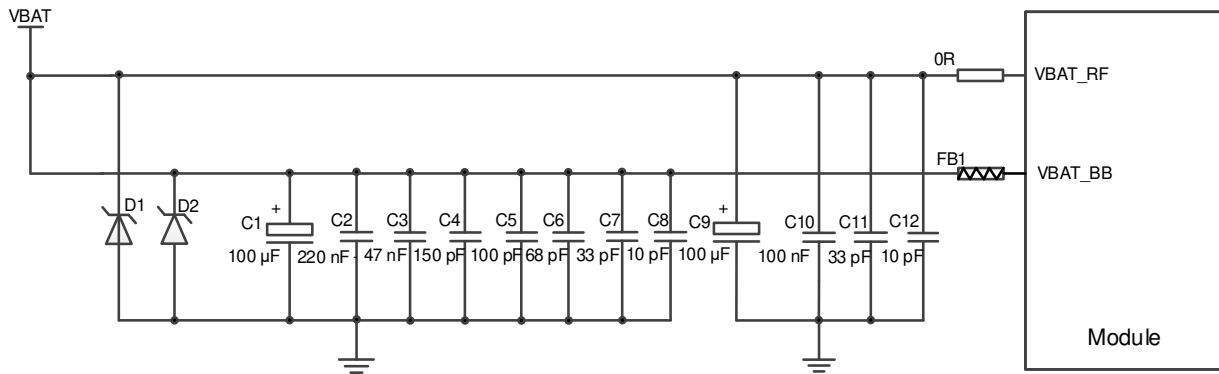 VBAT
0R
VBAT_RF
FB1
VBAT_BB
D1
D2
+
+
C1
C2
C3
C4
C5
C6
C7
C8
C9
C10
C11
C12
100 µF
220 nF
47 nF
150 pF
100 pF
68 pF
33 pF
10 pF
100 µF
100 nF
33 pF
10 pF
Module